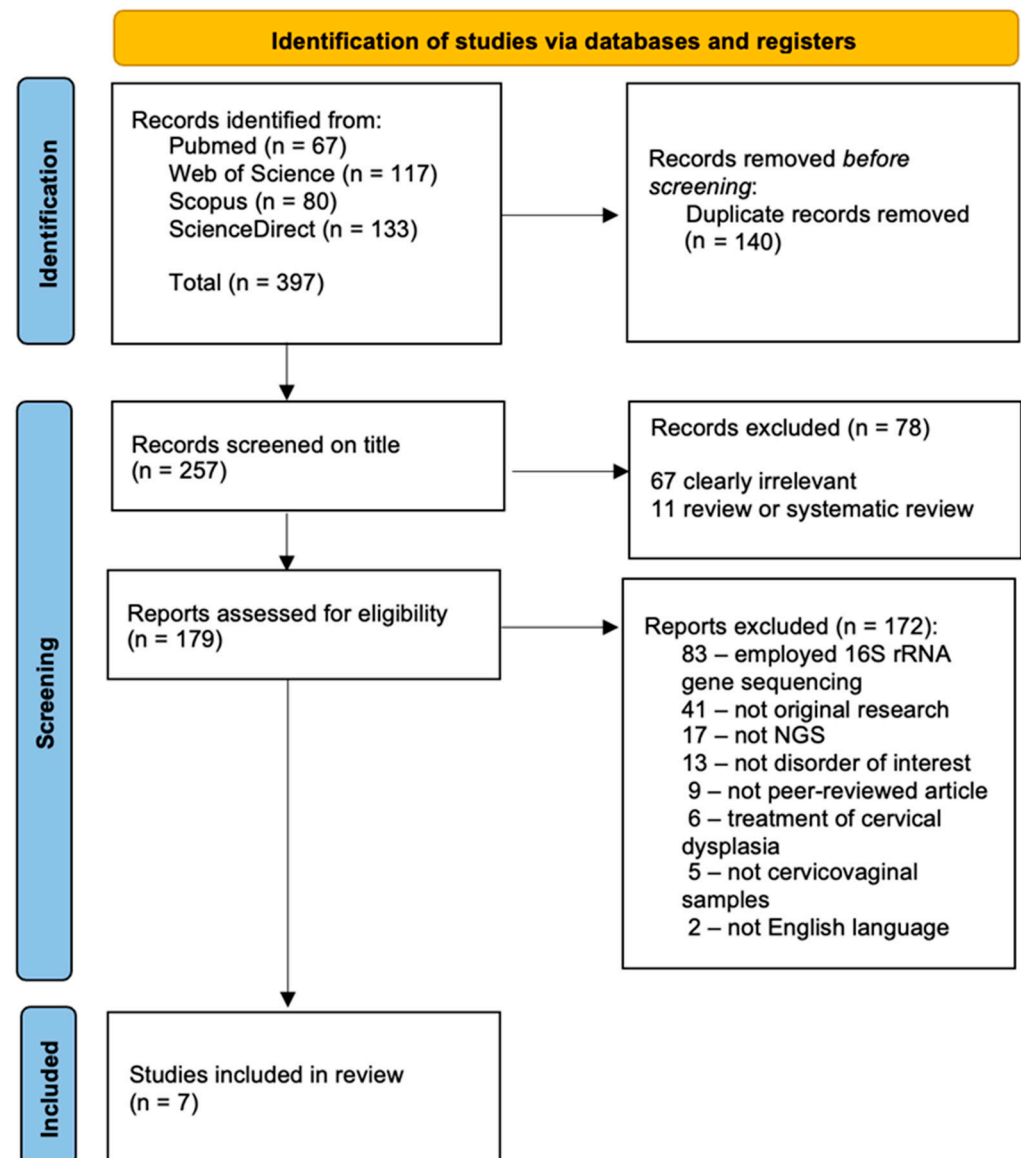 Identification of studies via databases and registers
Identification
Records identified from:
Pubmed (n = 67)
Web of Science (n = 117)
Scopus (n = 80)
ScienceDirect (n = 133)
Total (n = 397)
Records removed before
screening:
Duplicate records removed
(n = 140)
Screening
Records screened on title
(n = 257)
Records excluded (n = 78)
67 clearly irrelevant
11 review or systematic review
Reports assessed for eligibility
(n = 179)
Reports excluded (n = 172):
83 – employed 16S rRNA
gene sequencing
41 – not original research
17 – not NGS
13 – not disorder of interest
9 – not peer-reviewed article
6 – treatment of cervical
dysplasia
5 – not cervicovaginal
samples
2 – not English language
Included
Studies included in review
(n = 7)